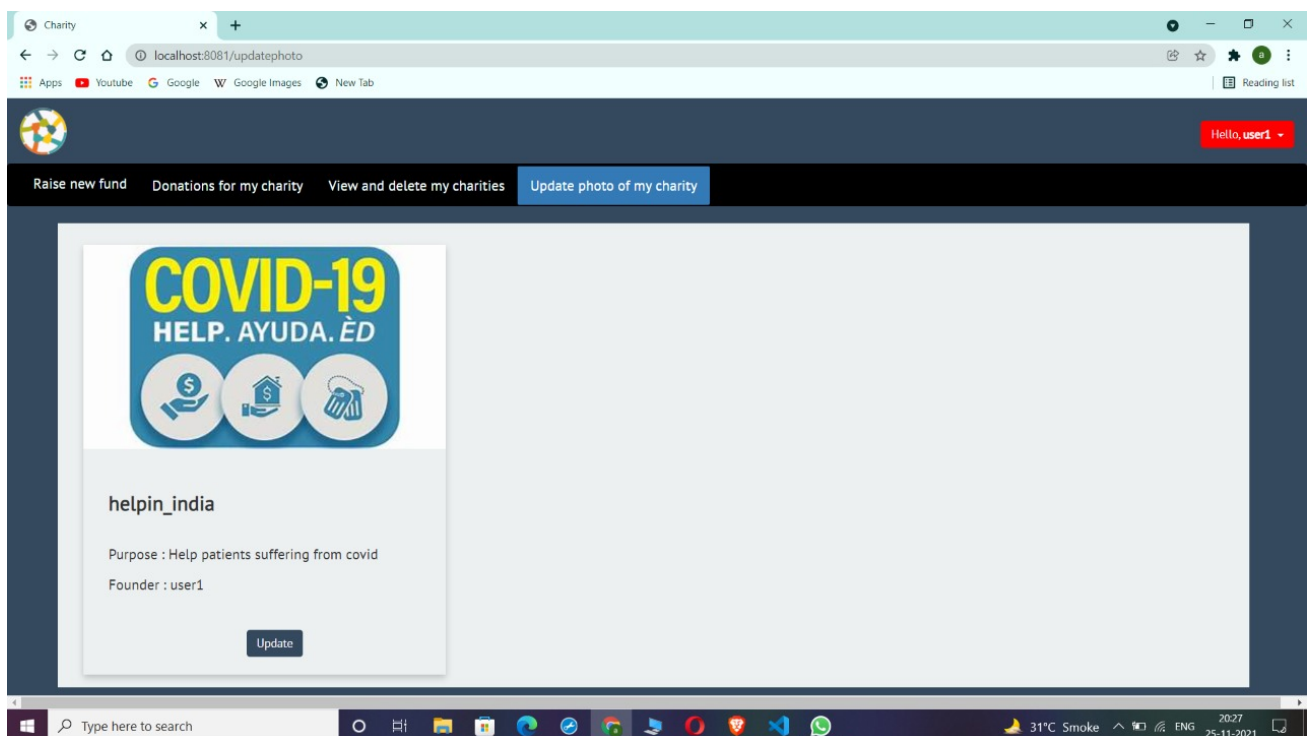 Charity
localhost:8081/updatephoto
Apps Youtube G Google W Google Images New Tab Reading list
a
Hello, user1
Raise new fund Donations for my charity View and delete my charities Update photo of my charity
COVID-19
HELP. AYUDA. ÈD
$ $
helpin_india
Purpose : Help patients suffering from covid
Founder : user1
Update
Type here to search 31°C Smoke ENG 20:27
25-11-2021